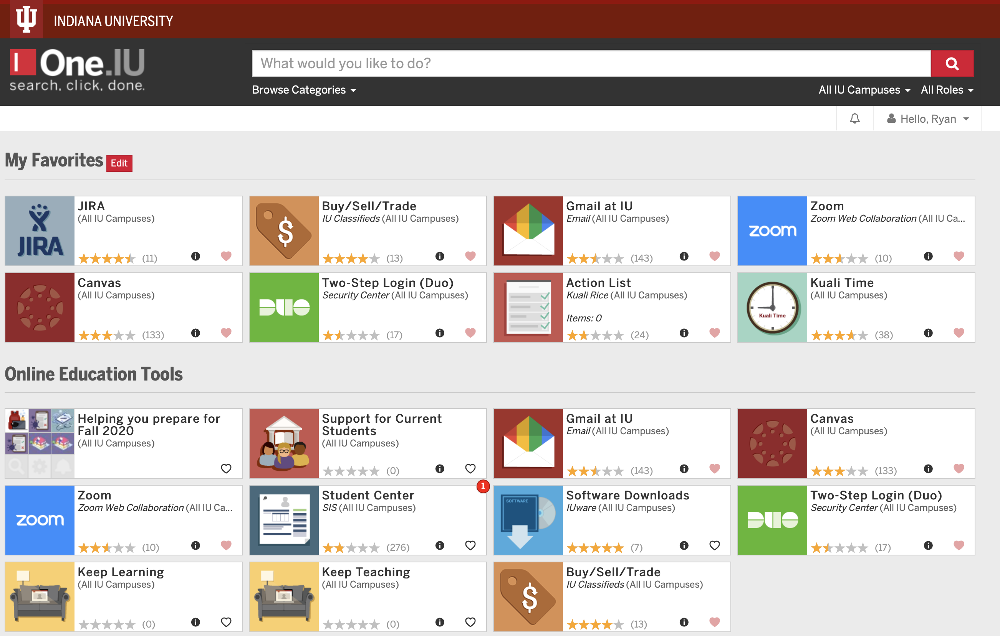 INDIANA UNIVERSITY
One.IU
search, click, done.
What would you like to do?
Browse Categories
All IU Campuses
All Roles
Hello, Ryan
My Favorites
Edit
JIRA
JIRA
(All IU Campuses)
(11)
$
Buy/Sell/Trade
IU Classifieds (All IU Campuses)
(13)
Gmail at IU
Email (All IU Campuses)
(143)
zoom
Zoom
Zoom Web Collaboration (All IU Ca...
(10)
Canvas
(All IU Campuses)
(133)
DUO
Two-Step Login (Duo)
Security Center (All IU Campuses)
(17)
Action List
Kuali Rice (All IU Campuses)
Items: 0
(24)
Kuali Time
Kuali Time
(All IU Campuses)
(38)
Online Education Tools
Helping you prepare for
Fall 2020
(All IU Campuses)
Support for Current
Students
(All IU Campuses)
(0)
Gmail at IU
Email (All IU Campuses)
(143)
Canvas
(All IU Campuses)
(133)
zoom
Zoom
Zoom Web Collaboration (All IU Ca...
(10)
1
Student Center
SIS (All IU Campuses)
(276)
SOFTWARE
Software Downloads
IUware (All IU Campuses)
(7)
DUO
Two-Step Login (Duo)
Security Center (All IU Campuses)
(17)
Keep Learning
(All IU Campuses)
(0)
Keep Teaching
(All IU Campuses)
(0)
$
Buy/Sell/Trade
IU Classifieds (All IU Campuses)
(13)